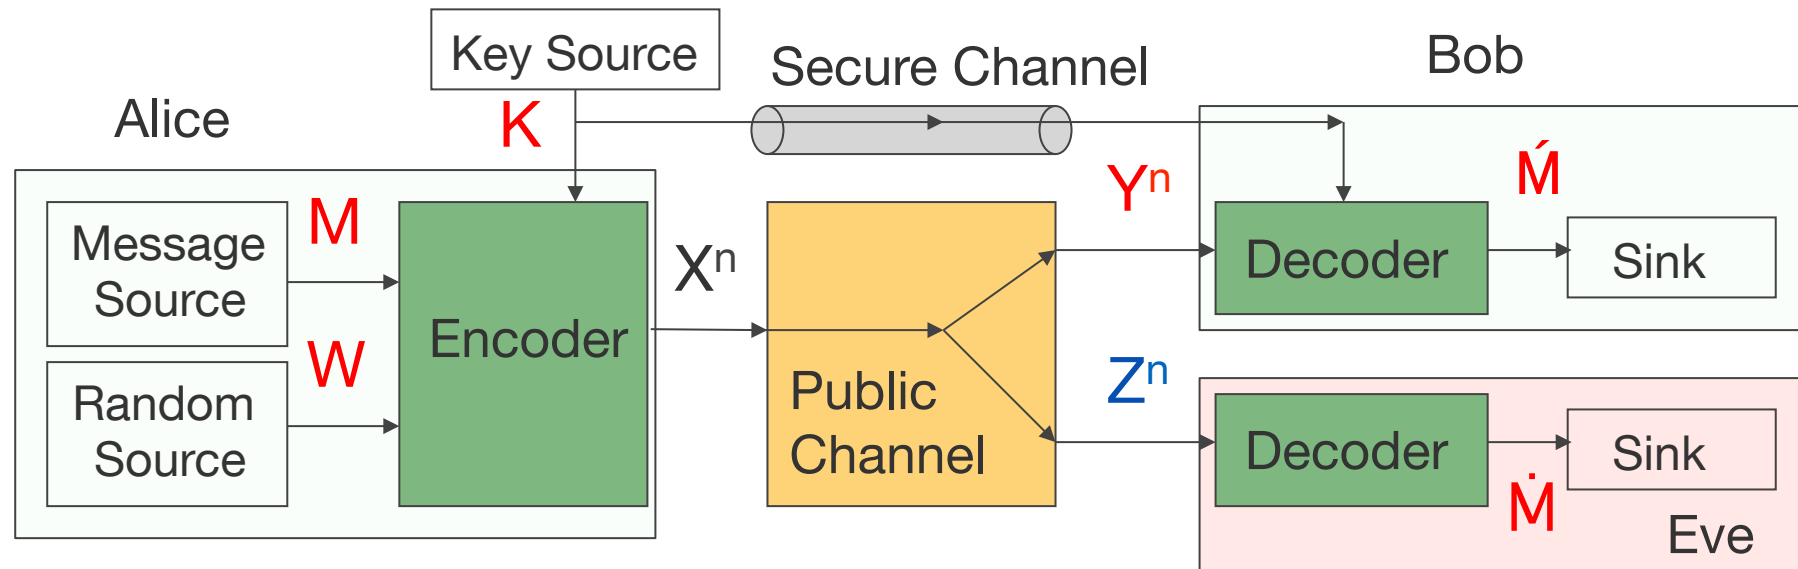 Key Source
Secure Channel
Bob
Alice
K
Message
Source
M
Random
Source
W
Encoder
Xⁿ
Public
Channel
Yⁿ
Zⁿ
Decoder
Ḿ
Sink
Decoder
Ṁ
Sink
Eve